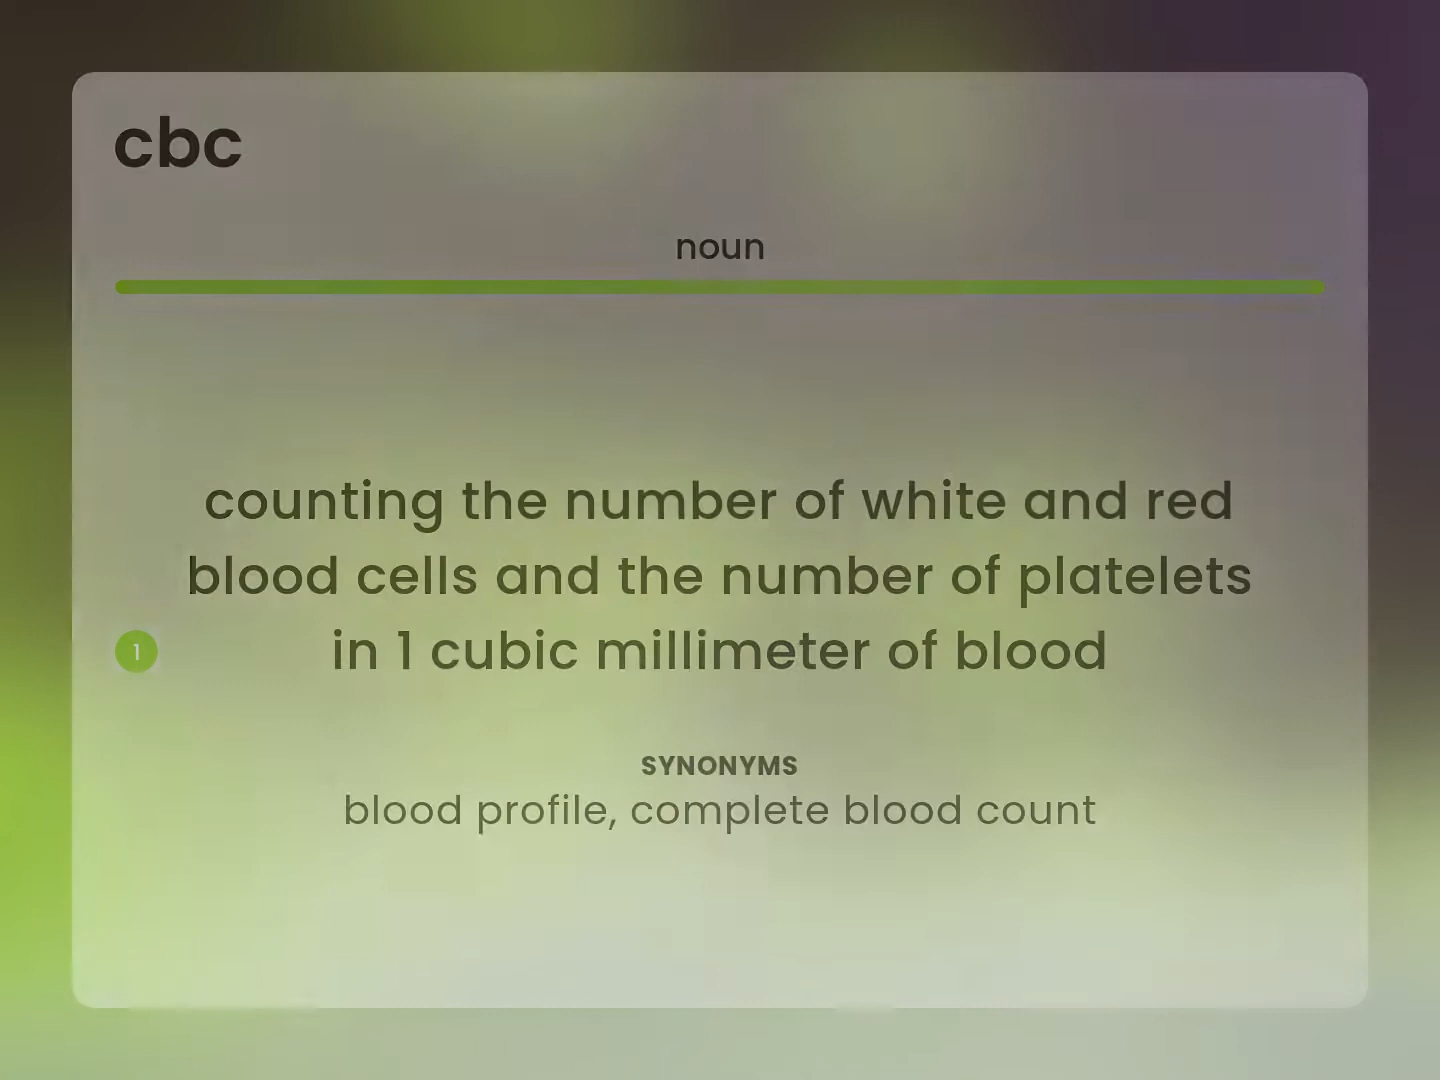 cbc
noun
counting the number of white and red
blood cells and the number of platelets
1 in 1 cubic millimeter of blood
SYNONYMS
blood profile, complete blood count